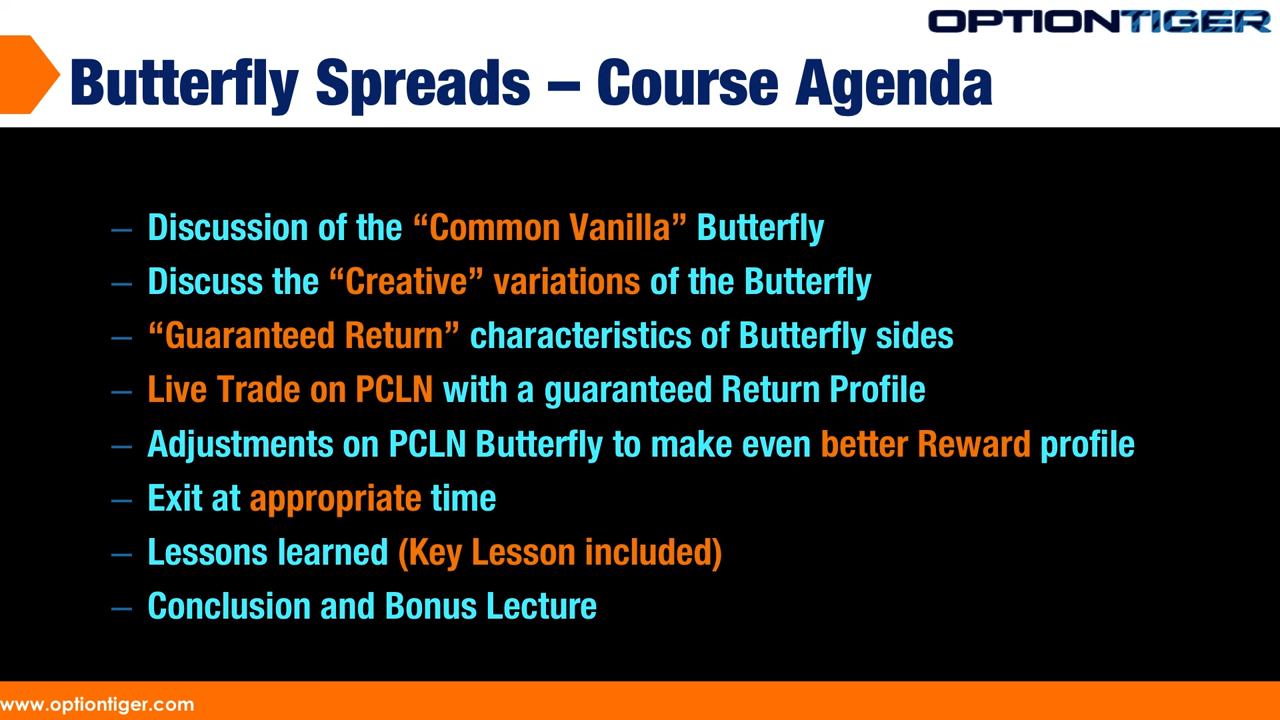 OPTIONTIGER
Butterfly Spreads – Course Agenda
– Discussion of the “Common Vanilla” Butterfly
– Discuss the “Creative” variations of the Butterfly
– “Guaranteed Return” characteristics of Butterfly sides
– Live Trade on PCLN with a guaranteed Return Profile
– Adjustments on PCLN Butterfly to make even better Reward profile
– Exit at appropriate time
– Lessons learned (Key Lesson included)
– Conclusion and Bonus Lecture
www.optiontiger.com